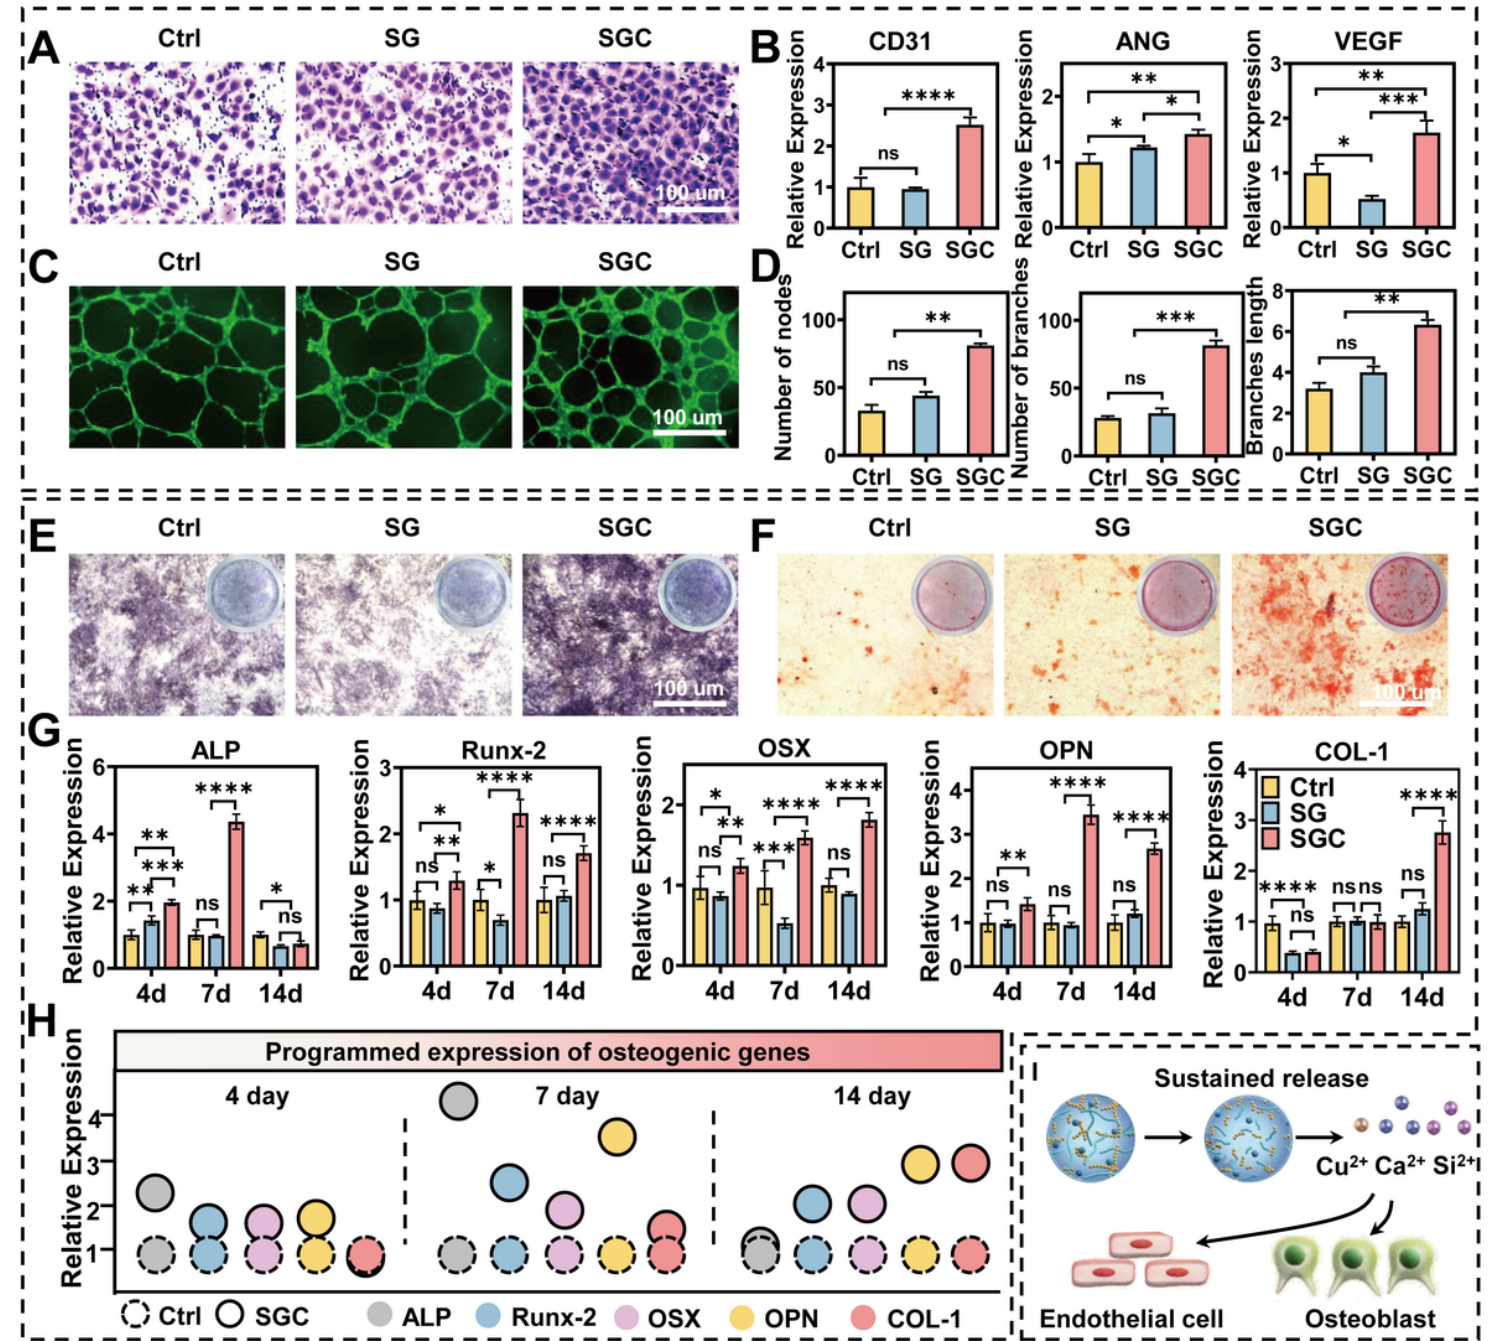 A
Ctrl
SG
SGC
100 um
B
CD31
Relative Expression
4
3
2
1
0
ns
****
Ctrl SG SGC
ANG
Relative Expression
2
1
0
*
*
**
Ctrl SG SGC
VEGF
Relative Expression
3
2
1
0
*
***
**
Ctrl SG SGC
C
Ctrl
SG
SGC
100 um
D
Number of nodes
100
50
0
ns
**
Ctrl SG SGC
Number of branches
100
50
0
ns
***
Ctrl SG SGC
Branches length
8
6
4
2
0
ns
**
Ctrl SG SGC
E
Ctrl
SG
SGC
100 um
F
Ctrl
SG
SGC
100 um
G
ALP
Relative Expression
6
4
2
0
**
***
**
ns
****
ns
*
4d 7d 14d
Runx-2
Relative Expression
3
2
1
0
ns
**
*
*
****
ns
****
4d 7d 14d
OSX
Relative Expression
2
1
0
ns
**
*
***
****
ns
****
4d 7d 14d
OPN
Relative Expression
4
3
2
1
0
ns
**
ns
****
ns
****
4d 7d 14d
COL-1
Relative Expression
4
3
2
1
0
Ctrl
SG
SGC
****
ns
ns ns
ns
****
4d 7d 14d
H
Programmed expression of osteogenic genes
Relative Expression
4
3
2
1
4 day
7 day
14 day
Ctrl SGC ALP Runx-2 OSX OPN COL-1
I
Sustained release
Cu²⁺ Ca²⁺ Si²⁺
Endothelial cell
Osteoblast